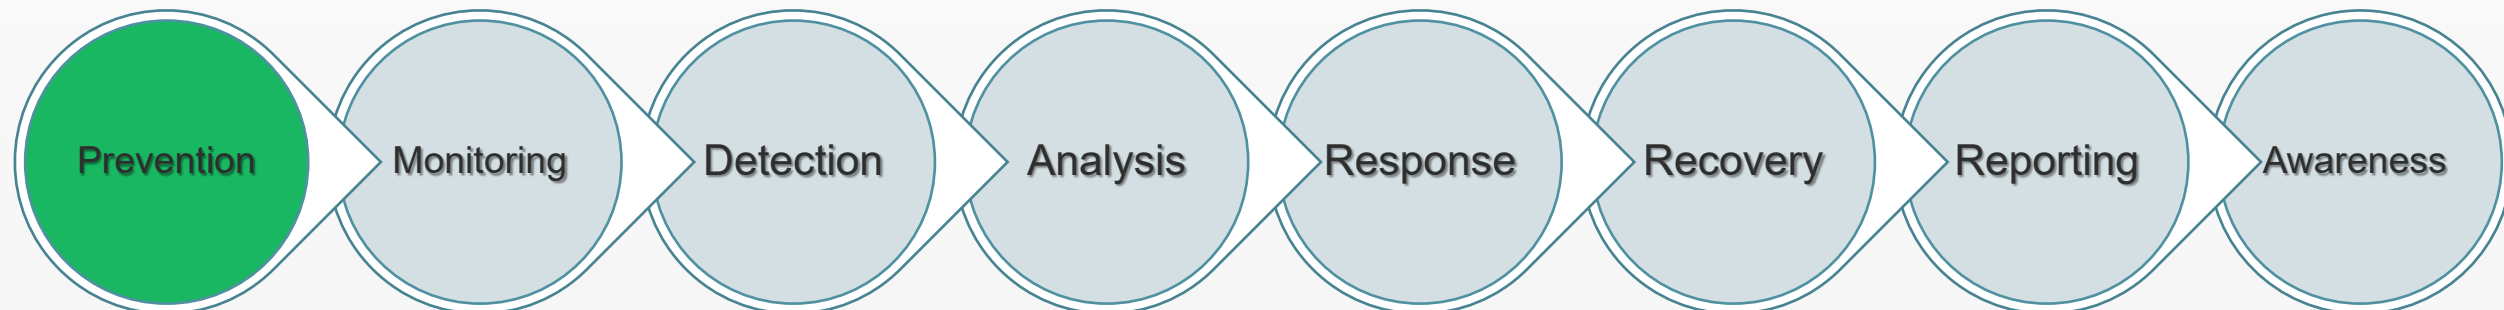 Prevention
Monitoring
Detection
Analysis
Response
Recovery
Reporting
Awareness